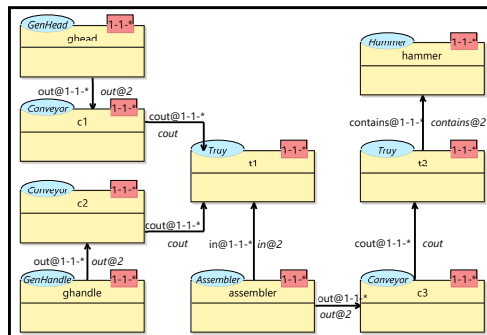 GenHead 1-1-*
ghead
out@1-1-* out@2
Conveyor 1-1-*
c1
cout@1-1-*
cout
Conveyor 1-1-*
c2
cout@1-1-*
cout
out@1-1-* out@2
GenHandle 1-1-*
ghandle
Tray 1-1-*
t1
in@1-1-* in@2
Assembler 1-1-*
assembler
out@1-1-*
out@2
Hammer 1-1-*
hammer
contains@1-1-* contains@2
Tray 1-1-*
t2
cout@1-1-* cout
Conveyor 1-1-*
c3